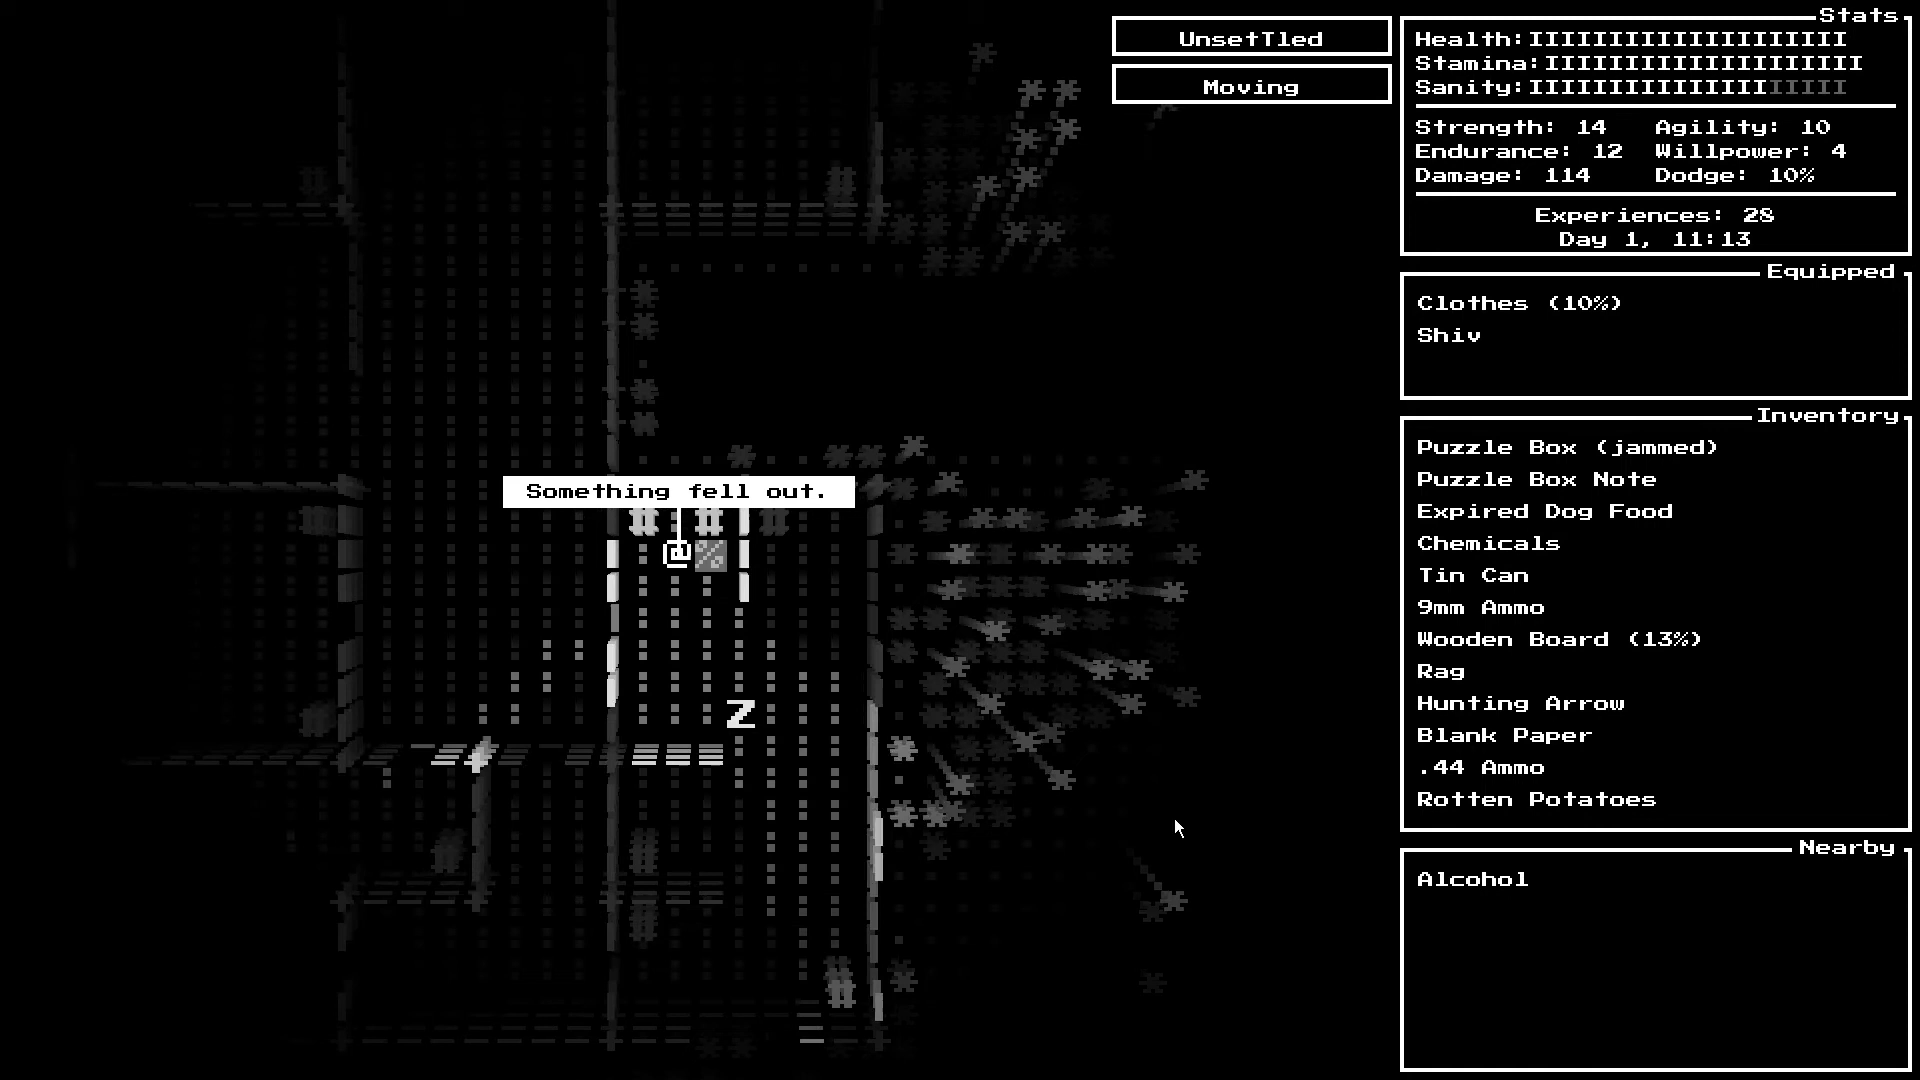 UnsetTled
Moving
Something fell out.
@ %
Z
Stats
Health:IIIIIIIIIIIIIIIIIIII
Stamina:IIIIIIIIIIIIIIIIIIII
Sanity:IIIIIIIIIIIIIIIIIIII
Strength: 14 Agility: 10
Endurance: 12 Willpower: 4
Damage: 114 Dodge: 10%
Experiences: 28
Day 1, 11:13
Equipped
Clothes (10%)
Shiv
Inventory
Puzzle Box (jammed)
Puzzle Box Note
Expired Dog Food
Chemicals
Tin Can
9mm Ammo
Wooden Board (13%)
Rag
Hunting Arrow
Blank Paper
.44 Ammo
Rotten Potatoes
Nearby
Alcohol